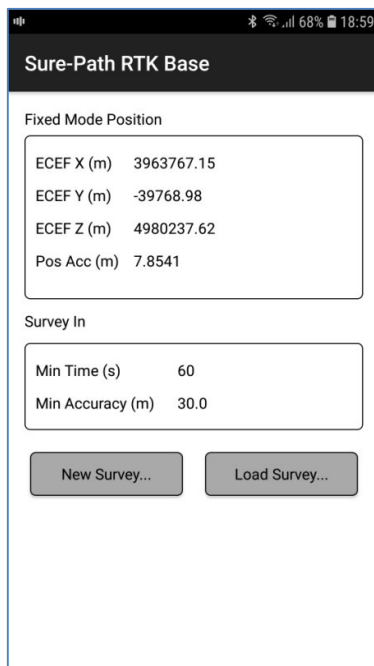 68% 18:59
Sure-Path RTK Base
Fixed Mode Position
ECEF X (m) 3963767.15
ECEF Y (m) -39768.98
ECEF Z (m) 4980237.62
Pos Acc (m) 7.8541
Survey In
Min Time (s) 60
Min Accuracy (m) 30.0
New Survey... Load Survey...